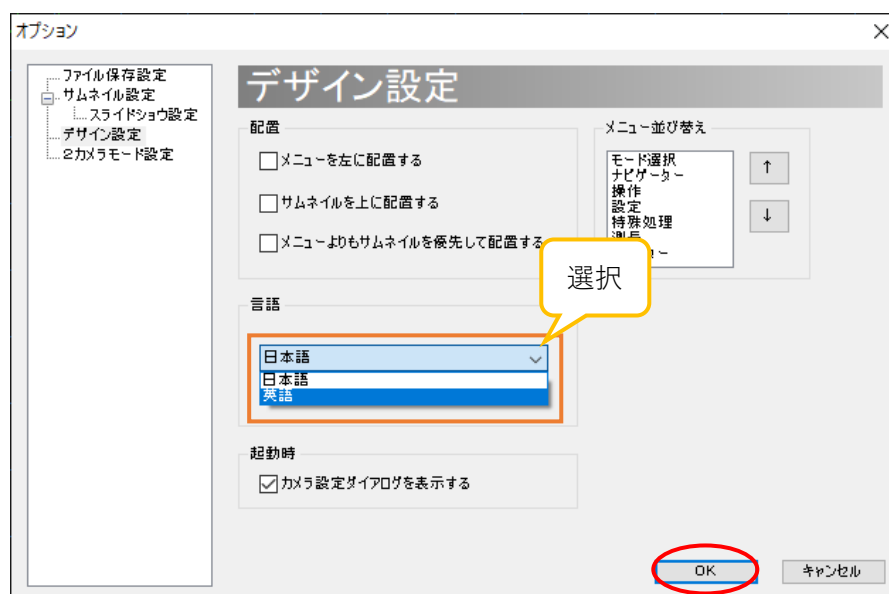 オプション
ファイル保存設定
サムネイル設定
スライドショウ設定
デザイン設定
2カメラモード設定
デザイン設定
配置
メニューを左に配置する
サムネイルを上に配置する
メニューよりもサムネイルを優先して配置する
メニュー並び替え
モード選択
ナビゲーター
操作
設定
特殊処理
↑
↓
選択
言語
日本語
日本語
英語
起動時
カメラ設定ダイアログを表示する
OK
キャンセル